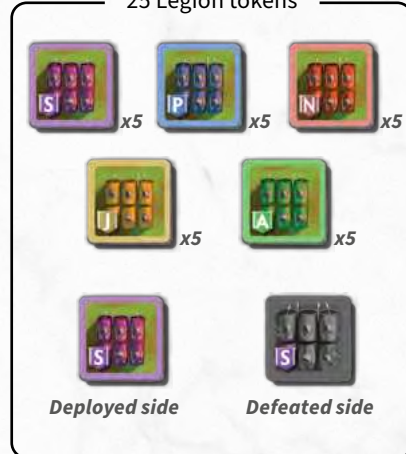 25 Legion tokens
S P N
x5 x5 x5
J A
x5 x5
S S
Deployed side Defeated side